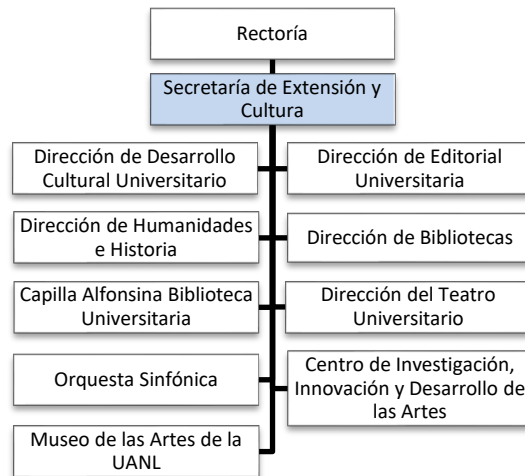 Rectoría
Secretaría de Extensión y
Cultura
Dirección de Desarrollo
Cultural Universitario
Dirección de Editorial
Universitaria
Dirección de Humanidades
e Historia
Dirección de Bibliotecas
Capilla Alfonsina Biblioteca
Universitaria
Dirección del Teatro
Universitario
Orquesta Sinfónica
Centro de Investigación,
Innovación y Desarrollo de
las Artes
Museo de las Artes de la
UANL